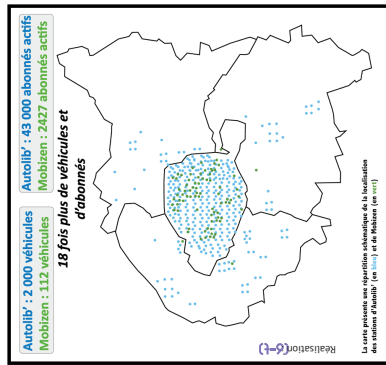 Autolib' : 2 000 véhicules
Mobizen : 112 véhicules
Autolib' : 43 000 abonnés actifs
Mobizen : 2427 abonnés actifs
18 fois plus de véhicules et
d'abonnés
Réalisation
La carte présente une répartition schématique de la localisation
des stations d'Autolib' (en bleu) et de Mobizen (en vert)